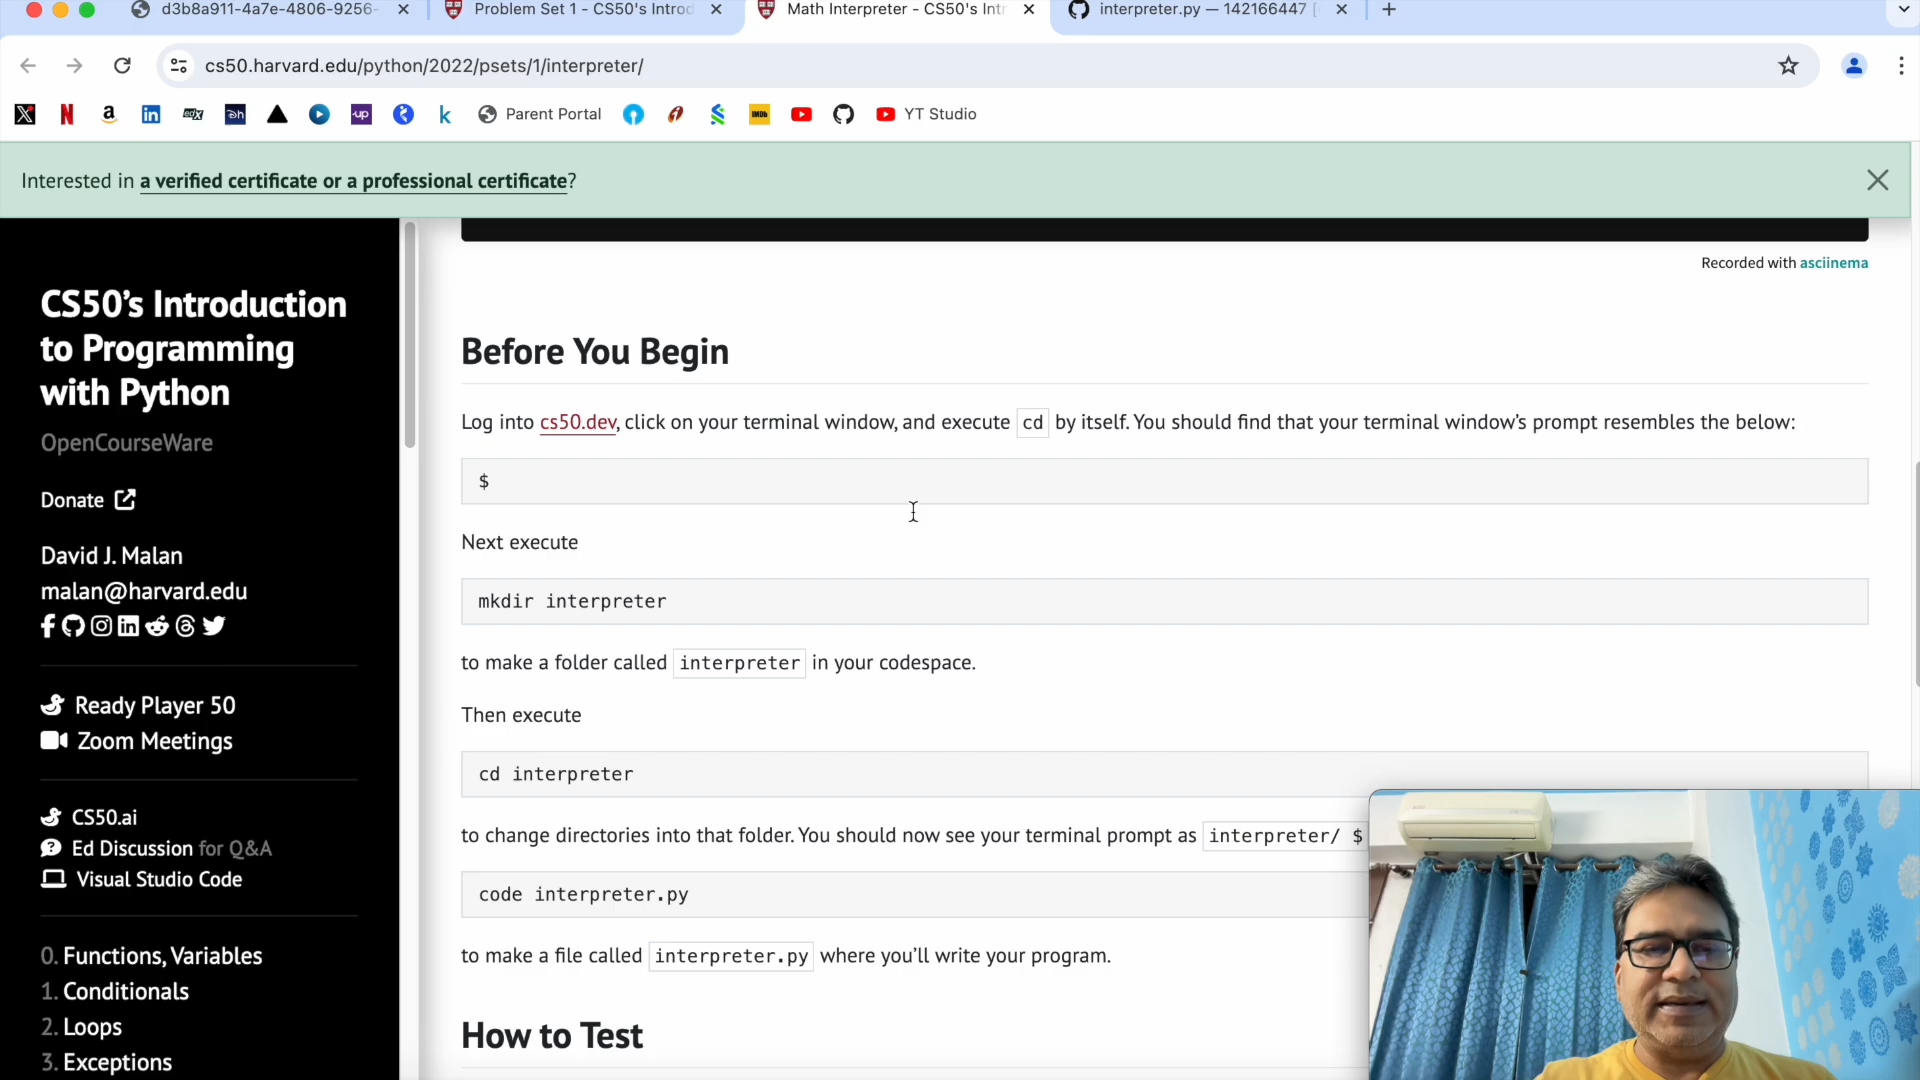 d3b8a911-4a7e-4806-9256-
Problem Set 1 - CS50's Introd
Math Interpreter - CS50's Intr
interpreter.py — 142166447 [
cs50.harvard.edu/python/2022/psets/1/interpreter/
X N a in edX Dh up k Parent Portal S IMDb YT Studio
Interested in a verified certificate or a professional certificate?
CS50's Introduction
to Programming
with Python
OpenCourseWare
Donate
David J. Malan
malan@harvard.edu
Ready Player 50
Zoom Meetings
CS50.ai
Ed Discussion for Q&A
Visual Studio Code
0. Functions, Variables
1. Conditionals
2. Loops
3. Exceptions
Recorded with asciinema
Before You Begin
Log into cs50.dev, click on your terminal window, and execute cd by itself. You should find that your terminal window's prompt resembles the below:
$
Next execute
mkdir interpreter
to make a folder called interpreter in your codespace.
Then execute
cd interpreter
to change directories into that folder. You should now see your terminal prompt as interpreter/ $
code interpreter.py
to make a file called interpreter.py where you'll write your program.
How to Test